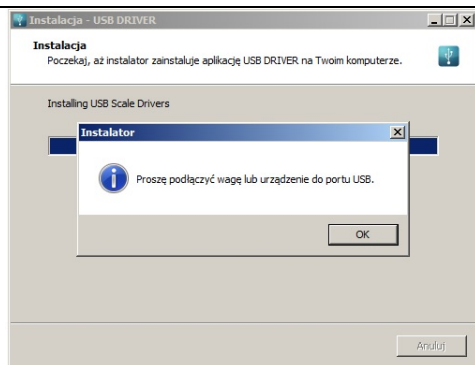 Instalacja - USB DRIVER
Instalacja
Poczekaj, aż instalator zainstaluje aplikację USB DRIVER na Twoim komputerze.
Installing USB Scale Drivers
Instalator
Proszę podłączyć wagę lub urządzenie do portu USB.
OK
Anuluj